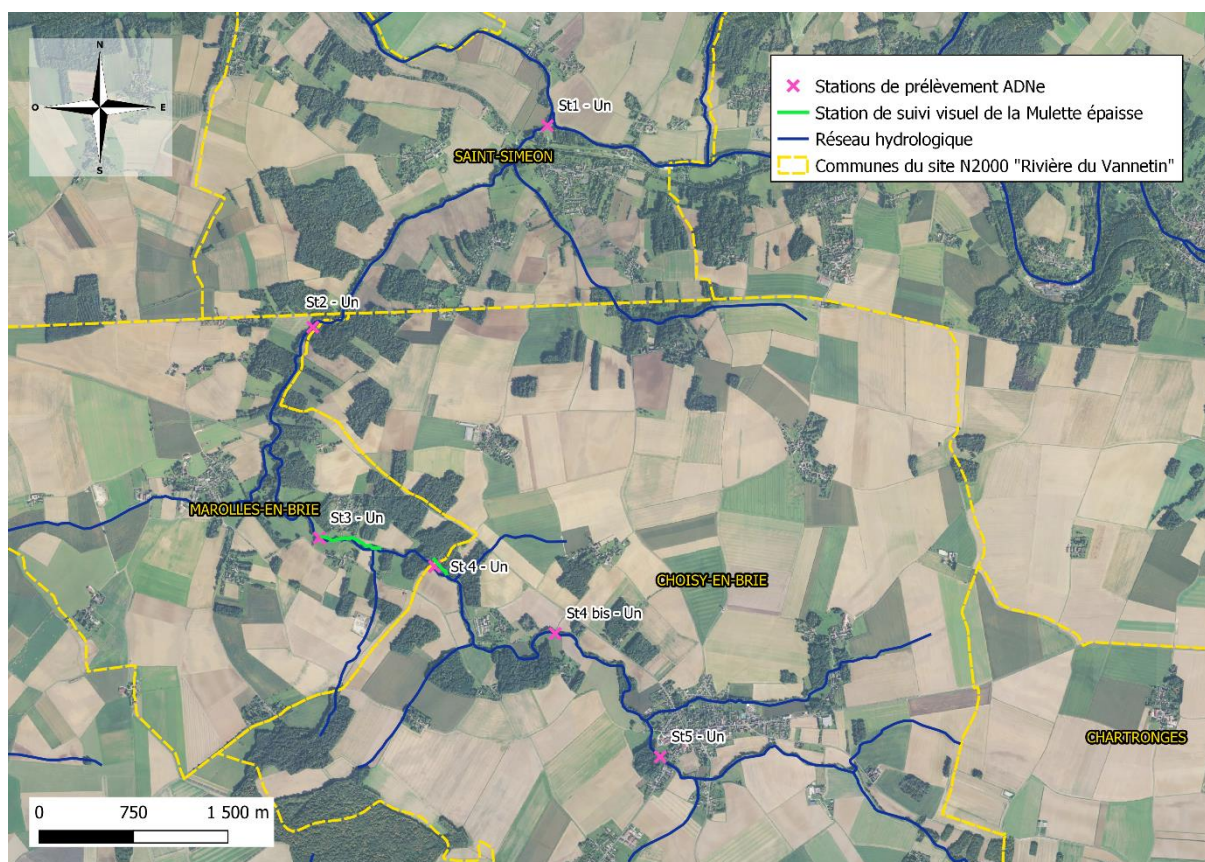 N
O
E
S
Stations de prélèvement ADNe
Station de suivi visuel de la Mulette épaisse
Réseau hydrologique
Communes du site N2000 "Rivière du Vannetin"
St1 - Un
SAINT-SIMEON
St2 - Un
MAROLLES-EN-BRIE
St3 - Un
St 4 - Un
CHOISY-EN-BRIE
St4 bis - Un
St5 - Un
CHARTRONGES
0 750 1 500 m